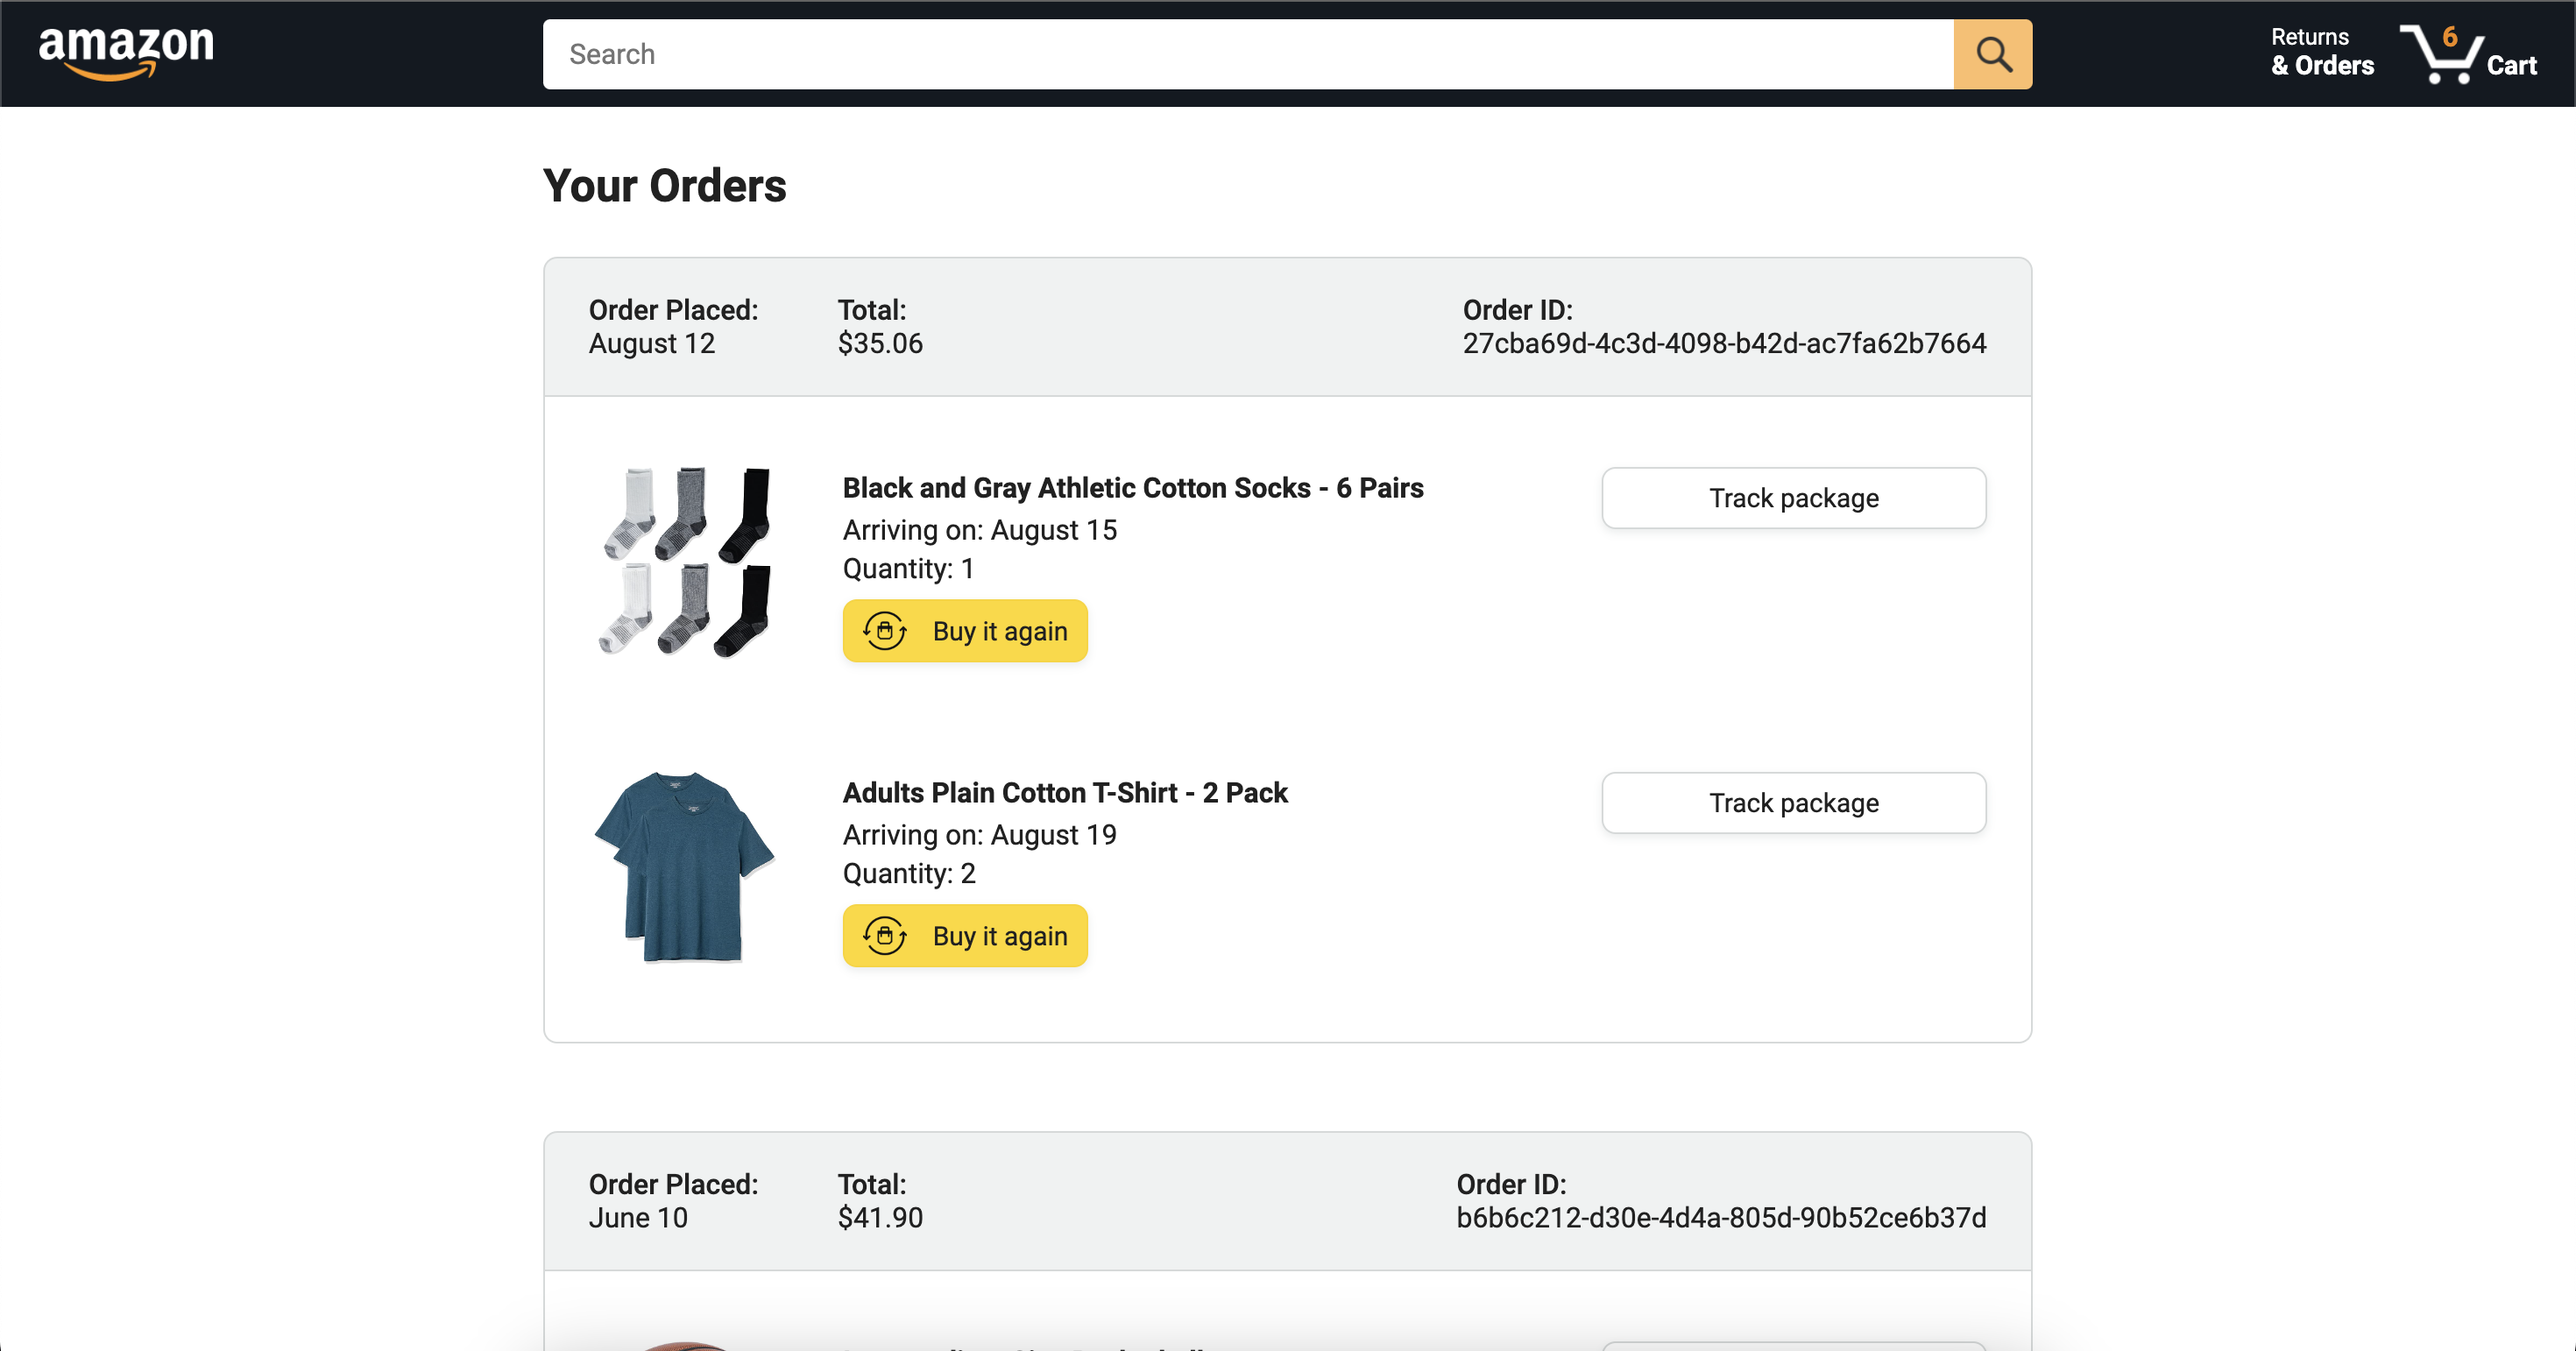 amazon
Search
Returns
& Orders
6
Cart
Your Orders
Order Placed:
August 12
Total:
$35.06
Order ID:
27cba69d-4c3d-4098-b42d-ac7fa62b7664
Black and Gray Athletic Cotton Socks - 6 Pairs
Arriving on: August 15
Quantity: 1
Buy it again
Track package
Adults Plain Cotton T-Shirt - 2 Pack
Arriving on: August 19
Quantity: 2
Buy it again
Track package
Order Placed:
June 10
Total:
$41.90
Order ID:
b6b6c212-d30e-4d4a-805d-90b52ce6b37d